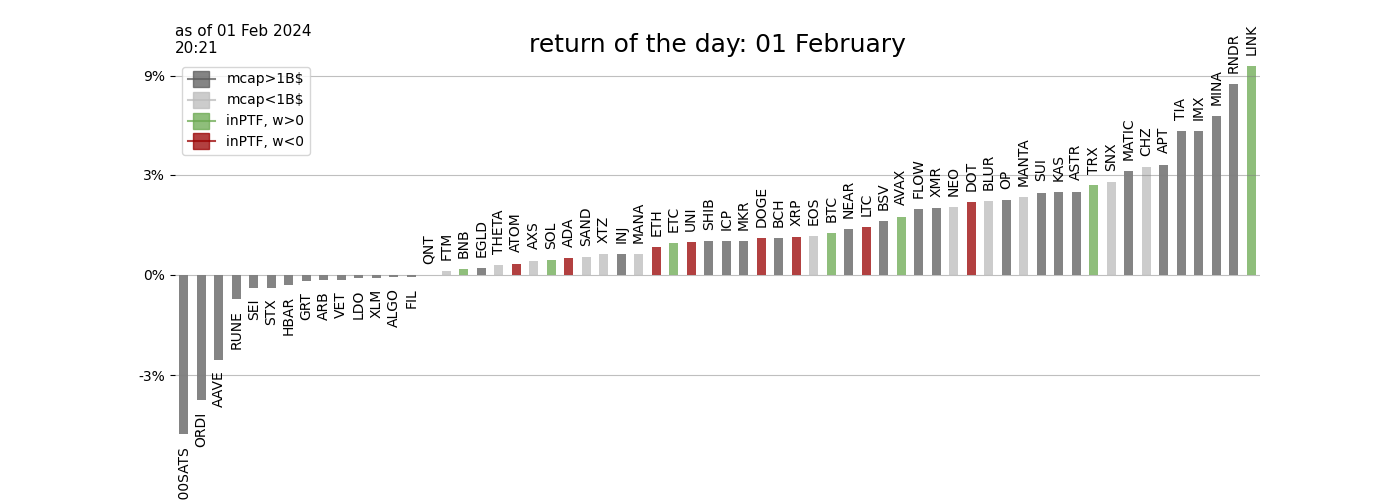 as of 01 Feb 2024
20:21
return of the day: 01 February
9%
3%
0%
-3%
mcap>1B$
mcap<1B$
inPTF, w>0
inPTF, w<0
00SATS
ORDI
AAVE
RUNE
SEI
STX
HBAR
GRT
ARB
VET
LDO
XLM
ALGO
FIL
QNT
FTM
BNB
EGLD
THETA
ATOM
AXS
SOL
ADA
SAND
XTZ
INJ
MANA
ETH
ETC
UNI
SHIB
ICP
MKR
DOGE
BCH
XRP
EOS
BTC
NEAR
LTC
BSV
AVAX
FLOW
XMR
NEO
DOT
BLUR
OP
MANTA
SUI
KAS
ASTR
TRX
SNX
MATIC
CHZ
APT
TIA
IMX
MINA
RNDR
LINK